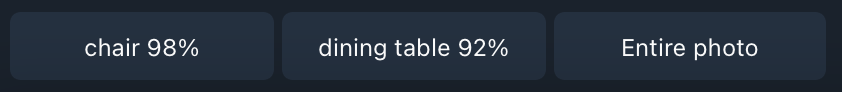 chair 98%
dining table 92%
Entire photo